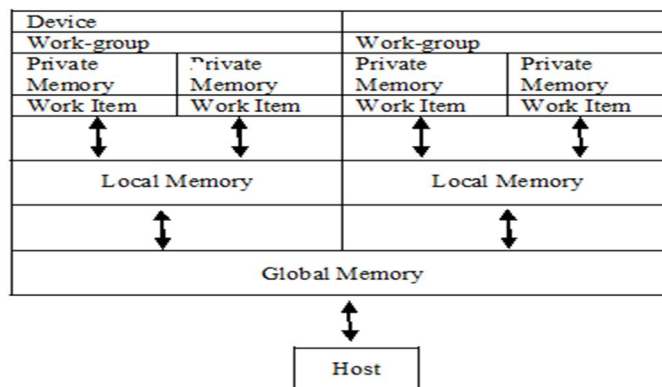 Device
Work-group Work-group
Private Private Private Private
Memory Memory Memory Memory
Work Item Work Item Work Item Work Item
Local Memory Local Memory
Global Memory
Host